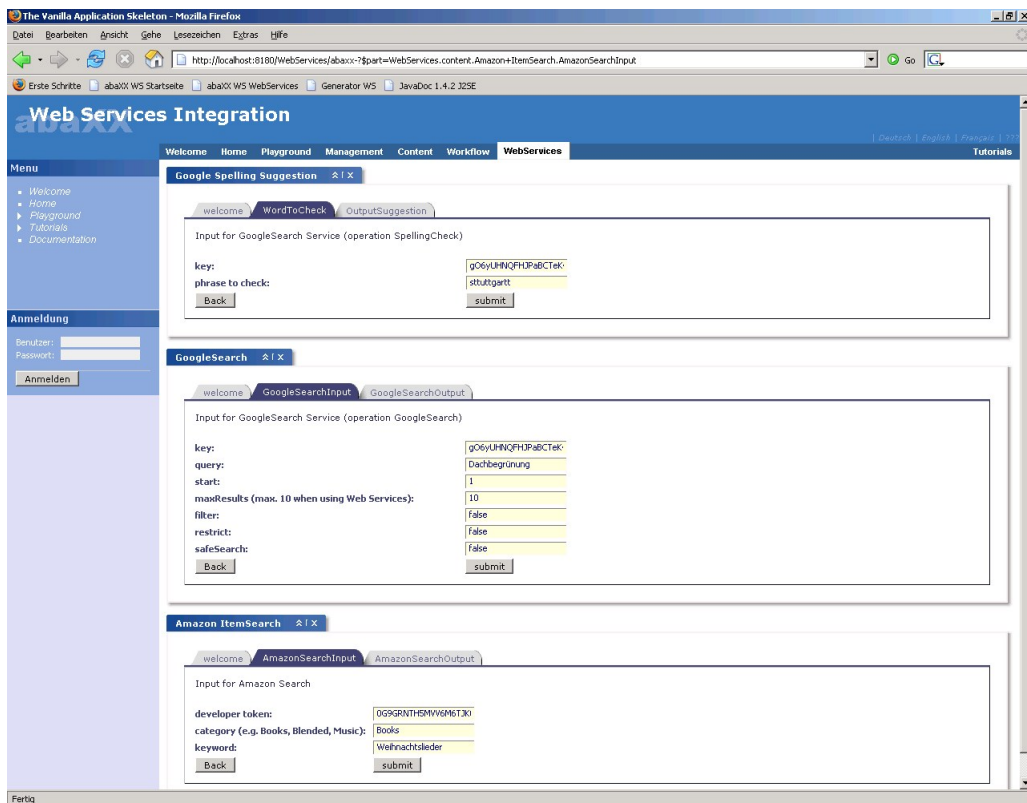 The Vanilla Application Skeleton - Mozilla Firefox
Datei Bearbeiten Ansicht Gehe Lesezeichen Extras Hilfe
http://localhost:8180/WebServices/abaxx-?$part=WebServices.content.Amazon+ItemSearch.AmazonSearchInput Go
Erste Schritte abaXX WS Startseite abaXX WS WebServices Generator WS JavaDoc 1.4.2 J2SE
abaXX
Web Services Integration
| Deutsch | English | Français | ???
Welcome Home Playground Management Content Workflow WebServices Tutorials
Menu
Welcome
Home
Playground
Tutorials
Documentation
Anmeldung
Benutzer:
Passwort:
Anmelden
Google Spelling Suggestion
welcome WordToCheck OutputSuggestion
Input for GoogleSearch Service (operation SpellingCheck)
key: gO6yUHNQFHJPaBCTeK
phrase to check: sttuttgartt
Back submit
GoogleSearch
welcome GoogleSearchInput GoogleSearchOutput
Input for GoogleSearch Service (operation GoogleSearch)
key: gO6yUHNQFHJPaBCTeK
query: Dachbegrünung
start: 1
maxResults (max. 10 when using Web Services): 10
filter: false
restrict: false
safeSearch: false
Back submit
Amazon ItemSearch
welcome AmazonSearchInput AmazonSearchOutput
Input for Amazon Search
developer token: 0G9GRNTH5MVV6M6TJK
category (e.g. Books, Blended, Music): Books
keyword: Weihnachtslieder
Back submit
Fertig